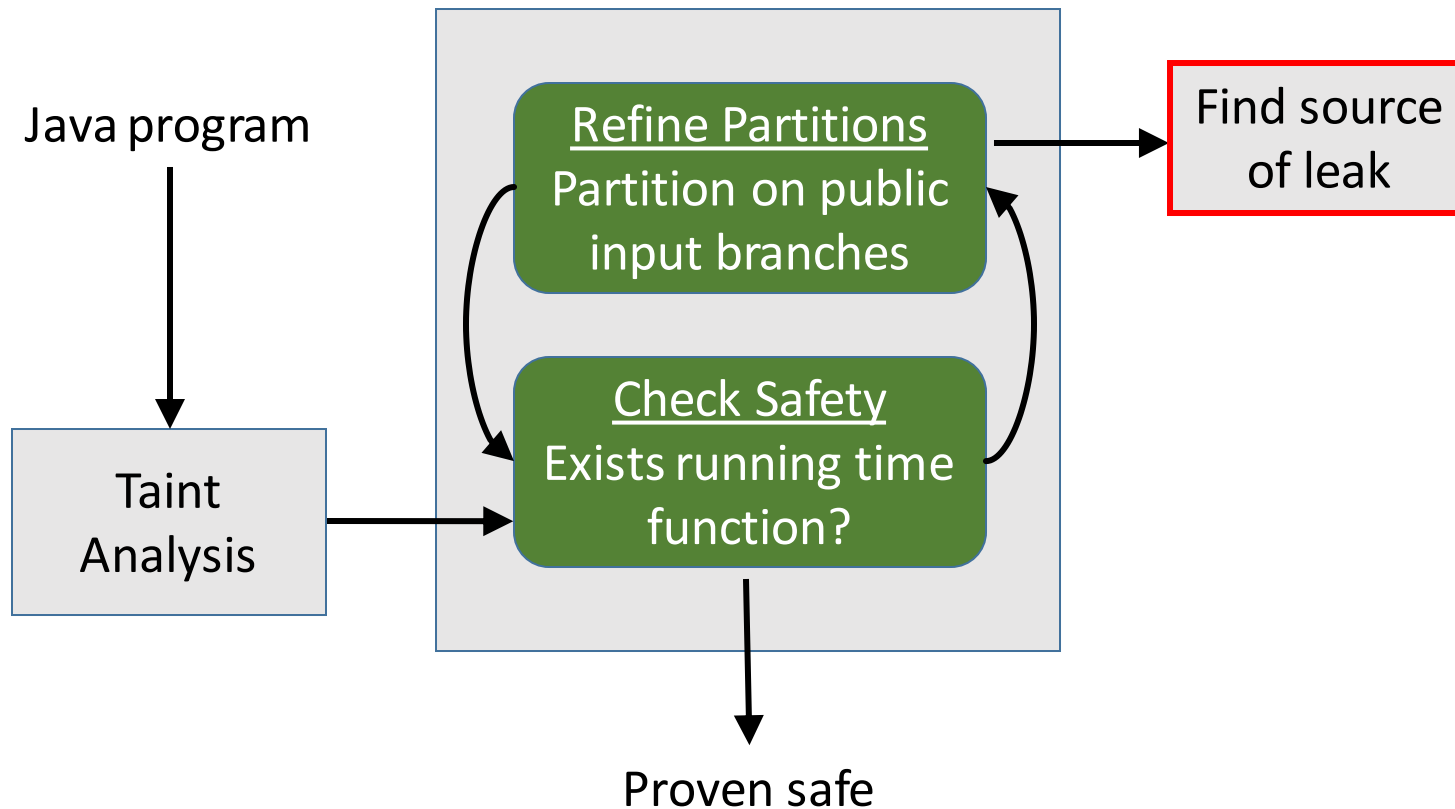 Java program
Refine Partitions
Partition on public
input branches
Find source
of leak
Taint
Analysis
Check Safety
Exists running time
function?
Proven safe